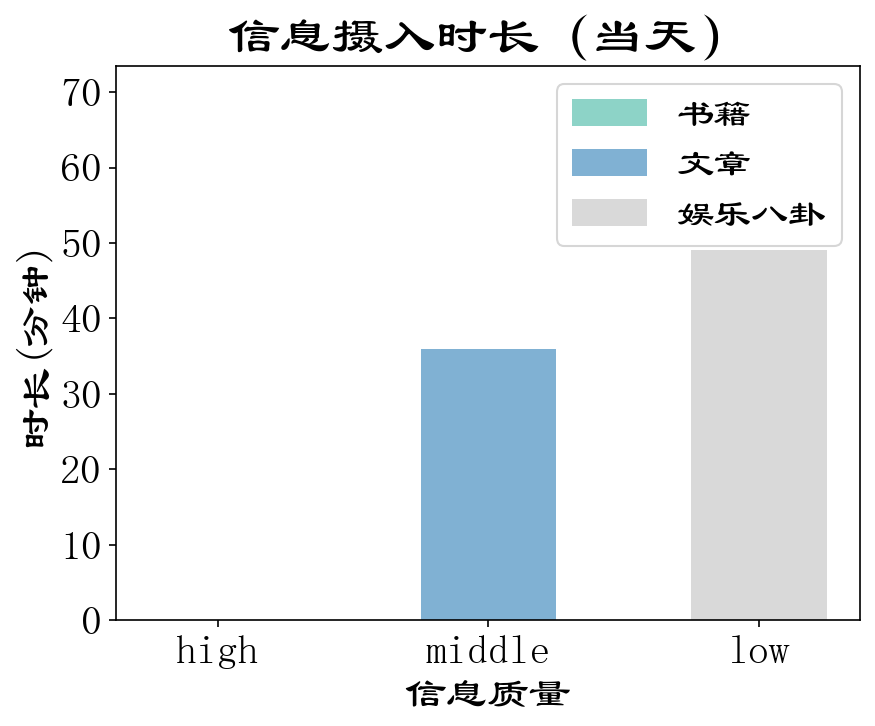 信息摄入时长 (当天)
70
60
50
40
30
20
10
0
时长(分钟)
书籍
文章
娱乐八卦
high
middle
low
信息质量